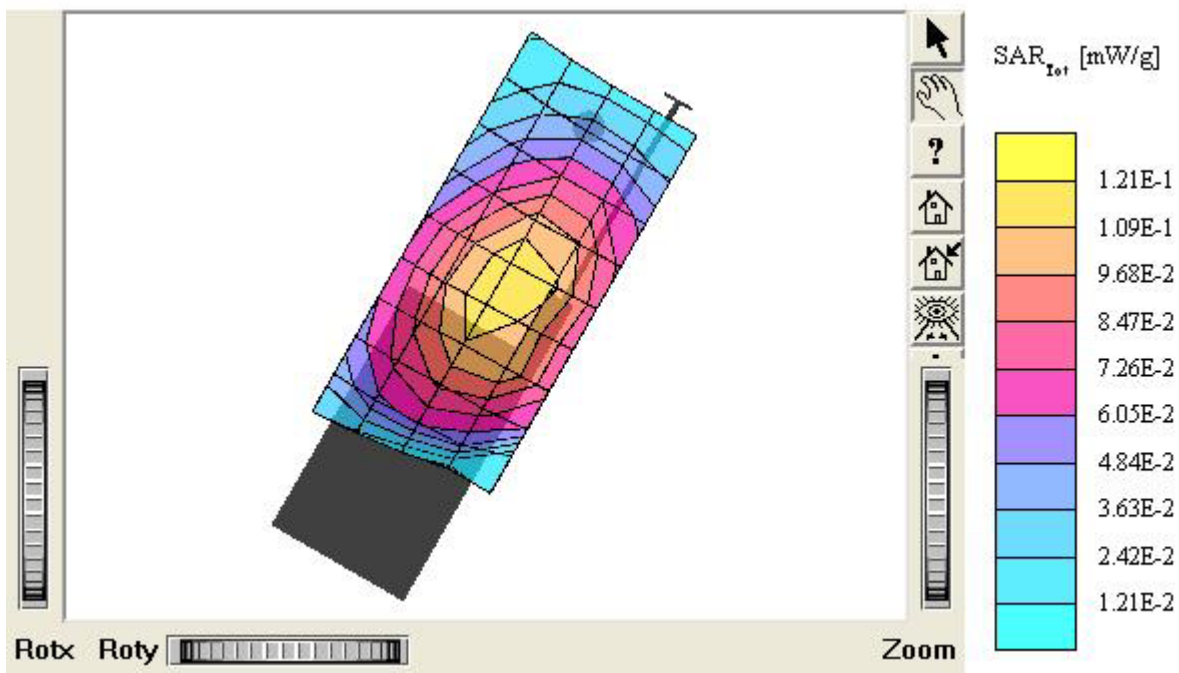 SAR_Tot [mW/g]
?
1.21E-1
1.09E-1
9.68E-2
8.47E-2
7.26E-2
6.05E-2
4.84E-2
3.63E-2
2.42E-2
1.21E-2
Rotx Roty Zoom